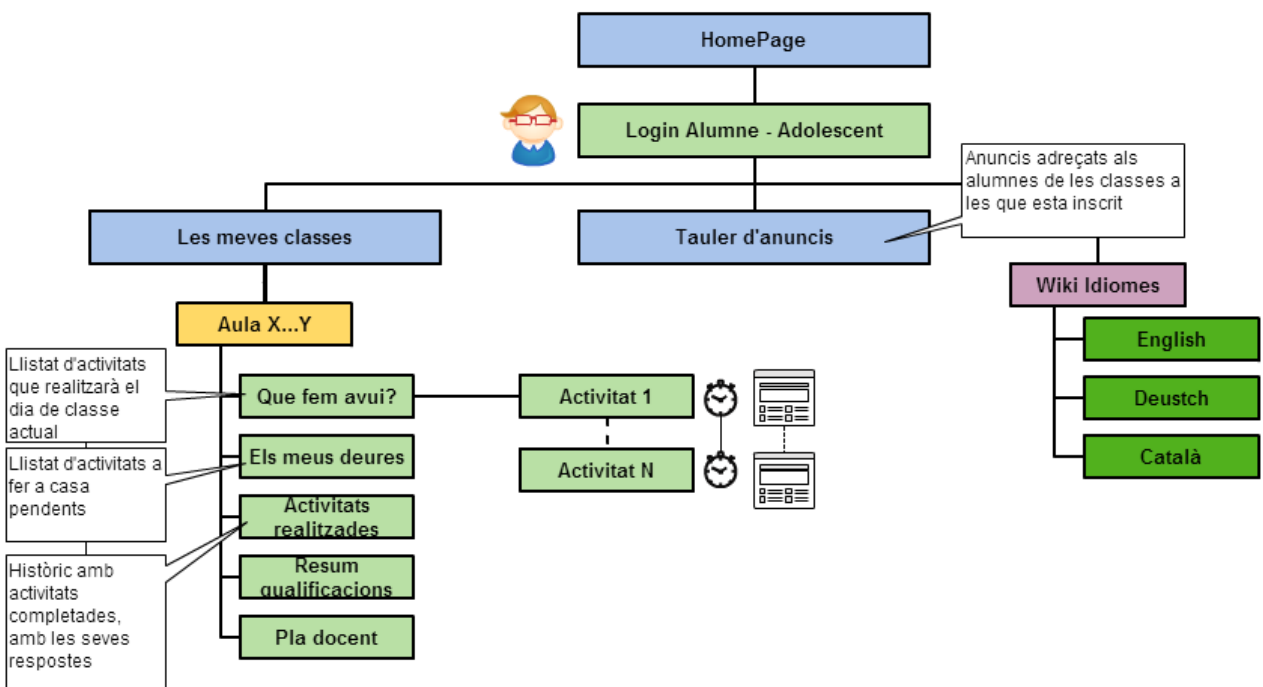 HomePage
Login Alumne - Adolescent
Anuncis adreçats als
alumnes de les classes a
les que esta inscrit
Les meves classes
Tauler d'anuncis
Wiki Idiomes
Aula X...Y
English
Deustch
Català
Llistat d'activitats
que realitzarà el
dia de classe
actual
Que fem avui?
Activitat 1
Llistat d'activitats a
fer a casa
pendents
Els meus deures
Activitat N
Activitats
realitzades
Històric amb
activitats
completades,
amb les seves
respostes
Resum
qualificacions
Pla docent